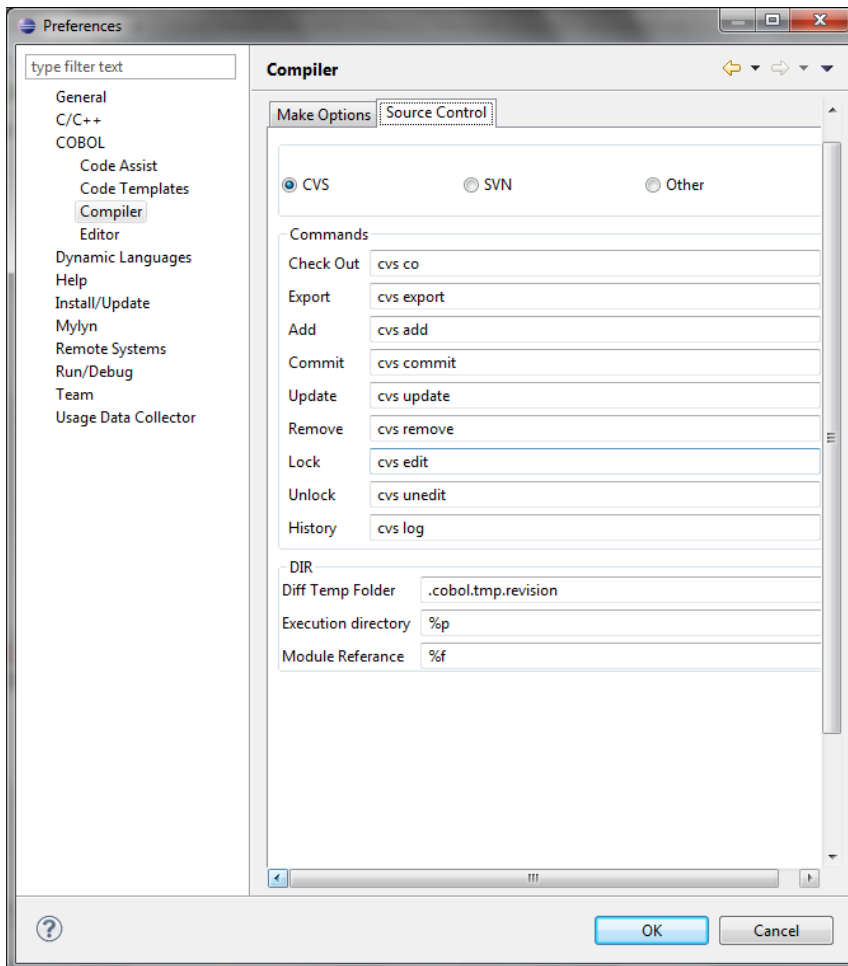 Preferences
type filter text
General
C/C++
COBOL
Code Assist
Code Templates
Compiler
Editor
Dynamic Languages
Help
Install/Update
Mylyn
Remote Systems
Run/Debug
Team
Usage Data Collector
Compiler
Make Options Source Control
CVS SVN Other
Commands
Check Out cvs co
Export cvs export
Add cvs add
Commit cvs commit
Update cvs update
Remove cvs remove
Lock cvs edit
Unlock cvs unedit
History cvs log
DIR
Diff Temp Folder .cobol.tmp.revision
Execution directory %p
Module Referance %f
OK Cancel